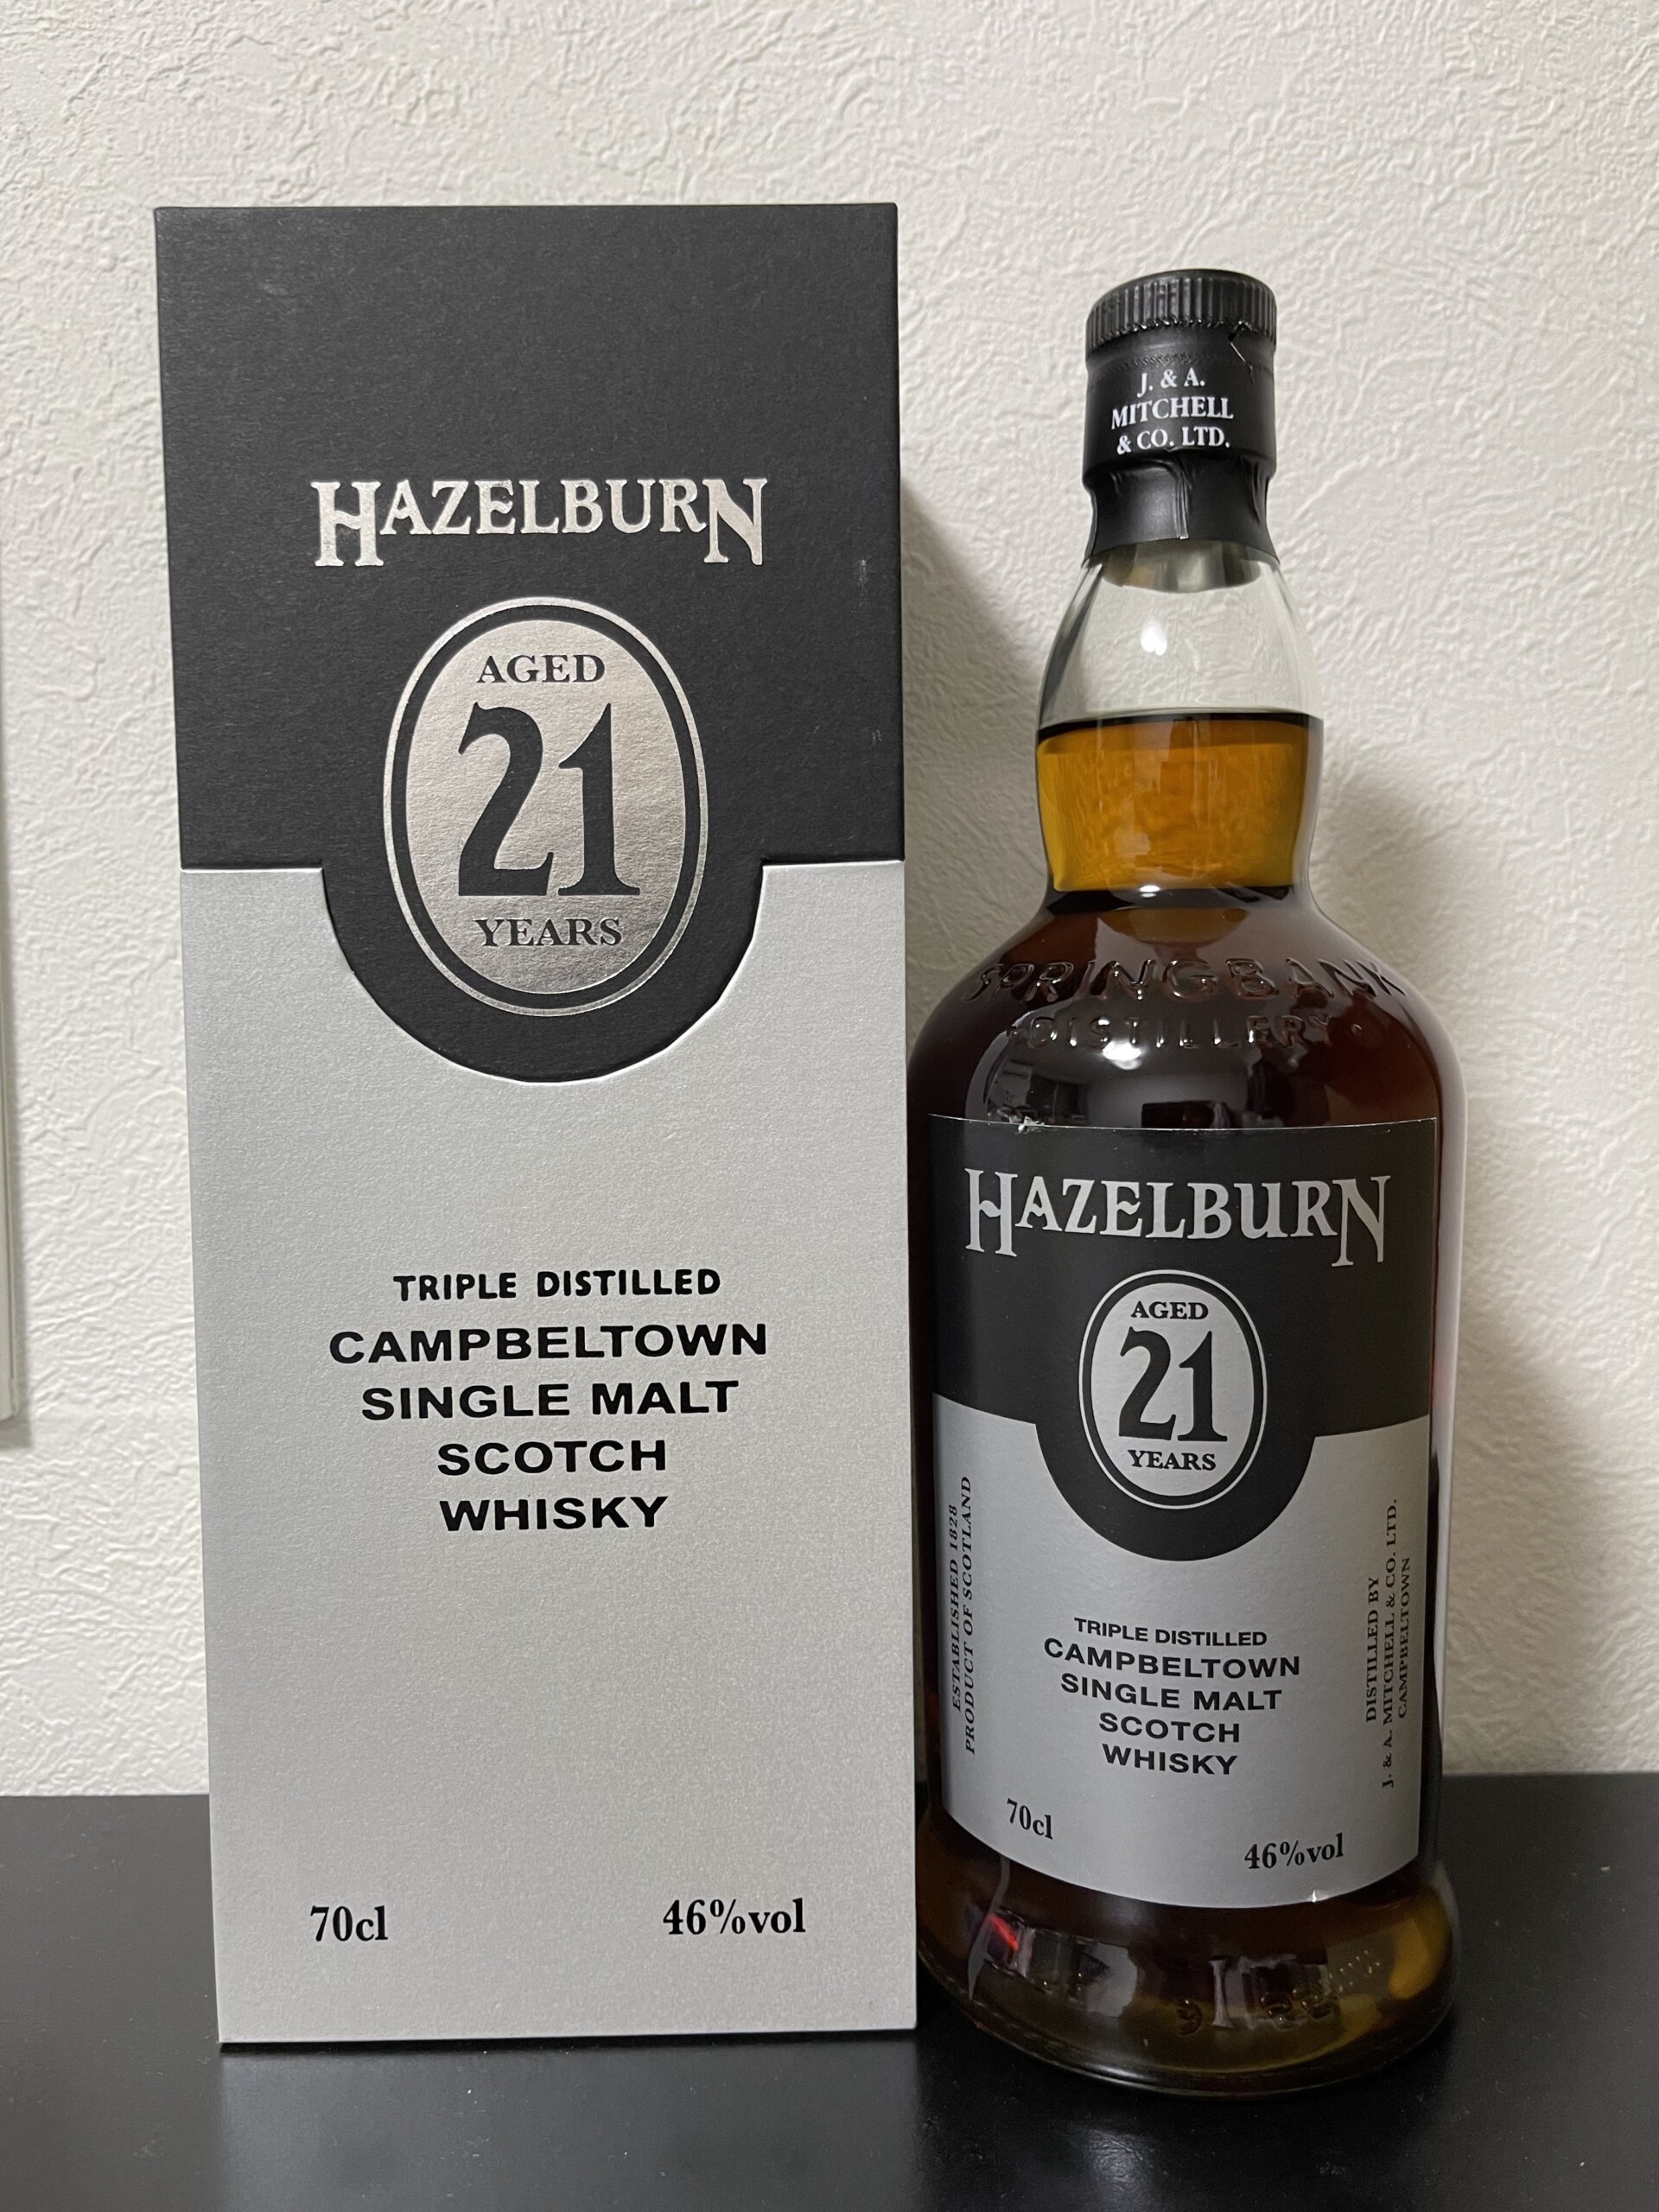 HAZELBURN
AGED
21
YEARS
TRIPLE DISTILLED
CAMPBELTOWN
SINGLE MALT
SCOTCH
WHISKY
70cl
46%vol
J. & A.
MITCHELL
& CO. LTD.
SPRINGBANK
DISTILLERY
HAZELBURN
AGED
21
YEARS
ESTABLISHED 1828
PRODUCT OF SCOTLAND
TRIPLE DISTILLED
CAMPBELTOWN
SINGLE MALT
SCOTCH
WHISKY
DISTILLED BY
J. & A. MITCHELL & CO. LTD.
CAMPBELTOWN
70cl
46%vol